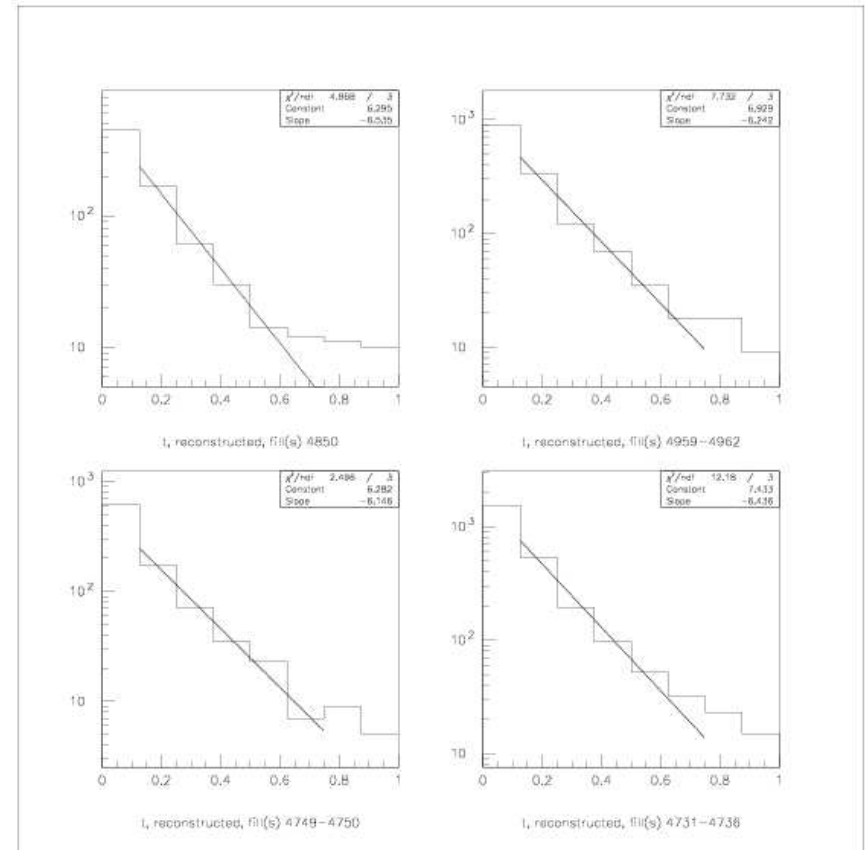 χ²/ndf 4.868 / 3
Constant 6.295
Slope -6.535
10²
10
0 0.2 0.4 0.6 0.8 1
t, reconstructed, fill(s) 4850
χ²/ndf 7.732 / 3
Constant 6.929
Slope -6.242
10³
10²
10
0 0.2 0.4 0.6 0.8 1
t, reconstructed, fill(s) 4959-4962
χ²/ndf 2.486 / 3
Constant 6.282
Slope -6.146
10³
10²
10
0 0.2 0.4 0.6 0.8 1
t, reconstructed, fill(s) 4749-4750
χ²/ndf 12.18 / 3
Constant 7.433
Slope -6.436
10³
10²
10
0 0.2 0.4 0.6 0.8 1
t, reconstructed, fill(s) 4731-4736